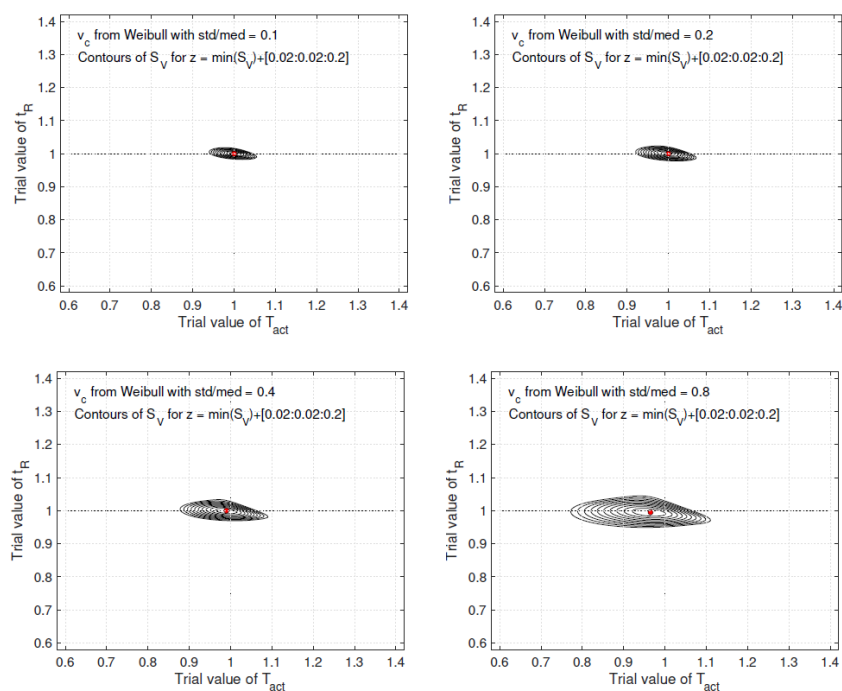 v_c from Weibull with std/med = 0.1
Contours of S_V for z = min(S_V)+[0.02:0.02:0.2]
Trial value of t_R
1.4
1.3
1.2
1.1
1
0.9
0.8
0.7
0.6
0.6 0.7 0.8 0.9 1 1.1 1.2 1.3 1.4
Trial value of T_act
v_c from Weibull with std/med = 0.2
Contours of S_V for z = min(S_V)+[0.02:0.02:0.2]
Trial value of t_R
1.4
1.3
1.2
1.1
1
0.9
0.8
0.7
0.6
0.6 0.7 0.8 0.9 1 1.1 1.2 1.3 1.4
Trial value of T_act
v_c from Weibull with std/med = 0.4
Contours of S_V for z = min(S_V)+[0.02:0.02:0.2]
Trial value of t_R
1.4
1.3
1.2
1.1
1
0.9
0.8
0.7
0.6
0.6 0.7 0.8 0.9 1 1.1 1.2 1.3 1.4
Trial value of T_act
v_c from Weibull with std/med = 0.8
Contours of S_V for z = min(S_V)+[0.02:0.02:0.2]
Trial value of t_R
1.4
1.3
1.2
1.1
1
0.9
0.8
0.7
0.6
0.6 0.7 0.8 0.9 1 1.1 1.2 1.3 1.4
Trial value of T_act